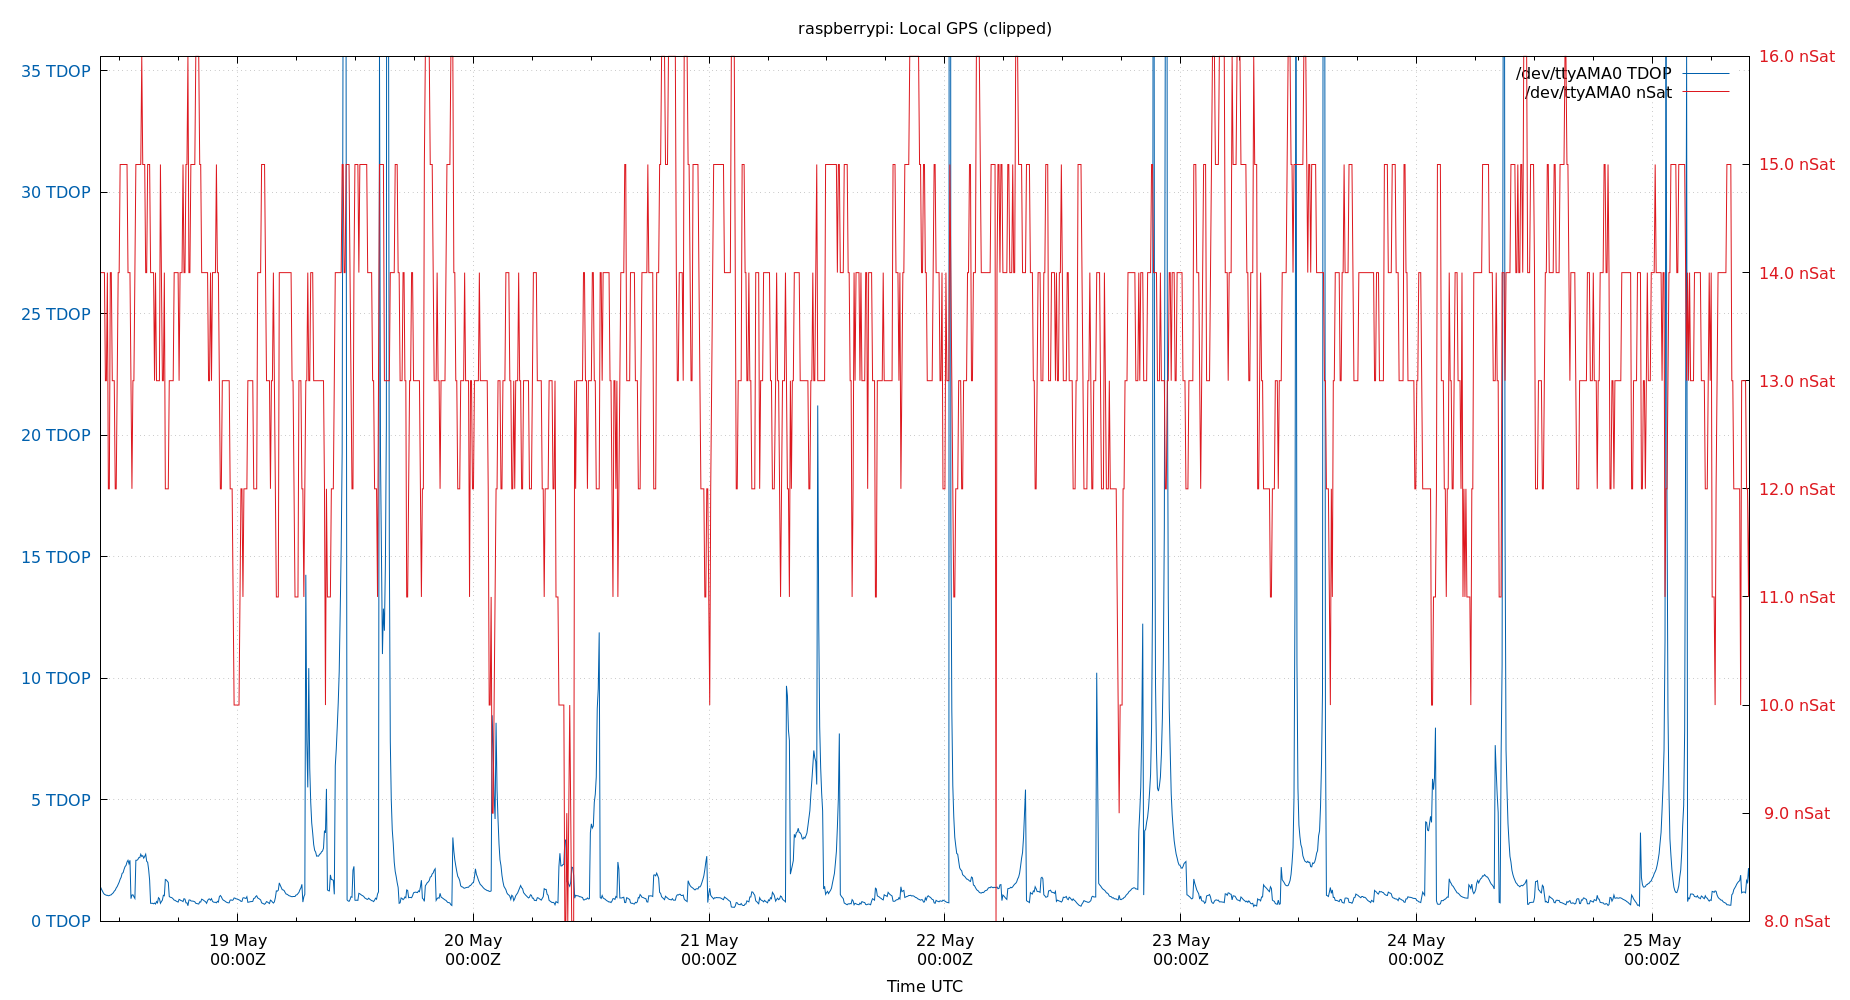 raspberrypi: Local GPS (clipped)
/dev/ttyAMA0 TDOP
/dev/ttyAMA0 nSat
35 TDOP
30 TDOP
25 TDOP
20 TDOP
15 TDOP
10 TDOP
5 TDOP
0 TDOP
16.0 nSat
15.0 nSat
14.0 nSat
13.0 nSat
12.0 nSat
11.0 nSat
10.0 nSat
9.0 nSat
8.0 nSat
19 May
00:00Z
20 May
00:00Z
21 May
00:00Z
22 May
00:00Z
23 May
00:00Z
24 May
00:00Z
25 May
00:00Z
Time UTC